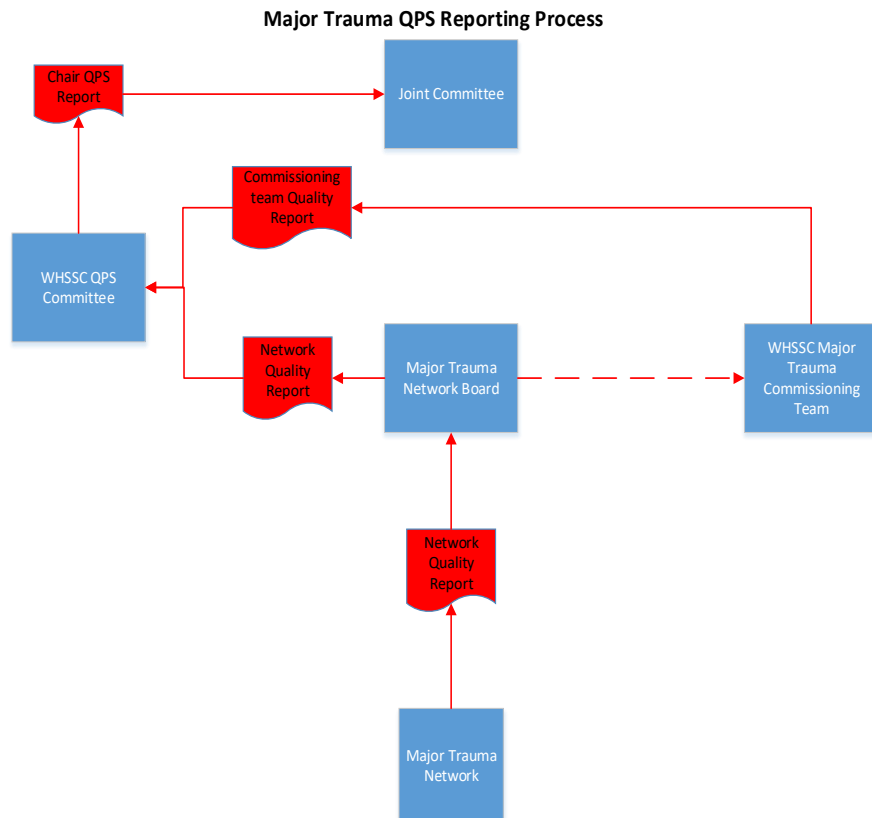 Major Trauma QPS Reporting Process
Chair QPS
Report
Joint Committee
Commissioning
team Quality
Report
WHSSC QPS
Committee
Network
Quality
Report
Major Trauma
Network Board
WHSSC Major
Trauma
Commissioning
Team
Network
Quality
Report
Major Trauma
Network